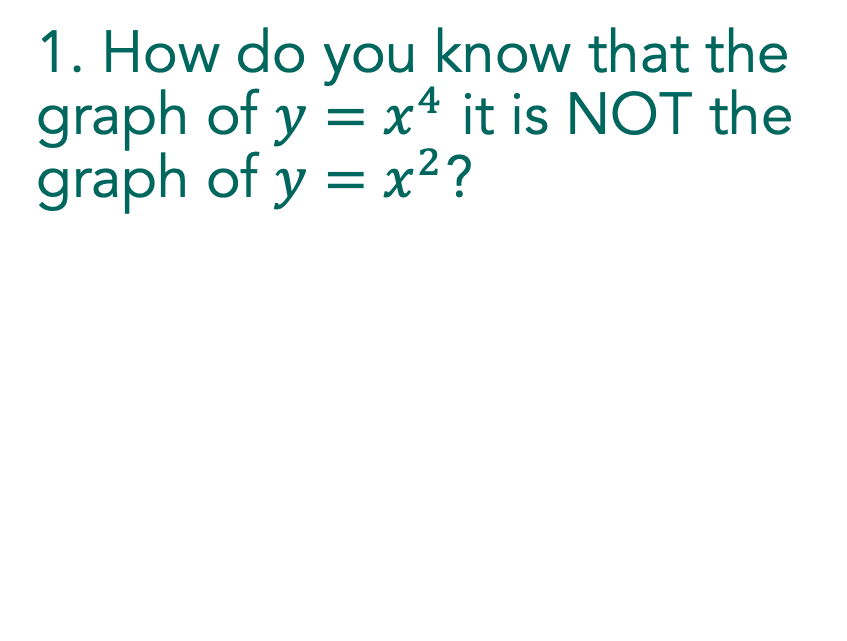 1. How do you know that the
graph of y = x⁴ it is NOT the
graph of y = x²?